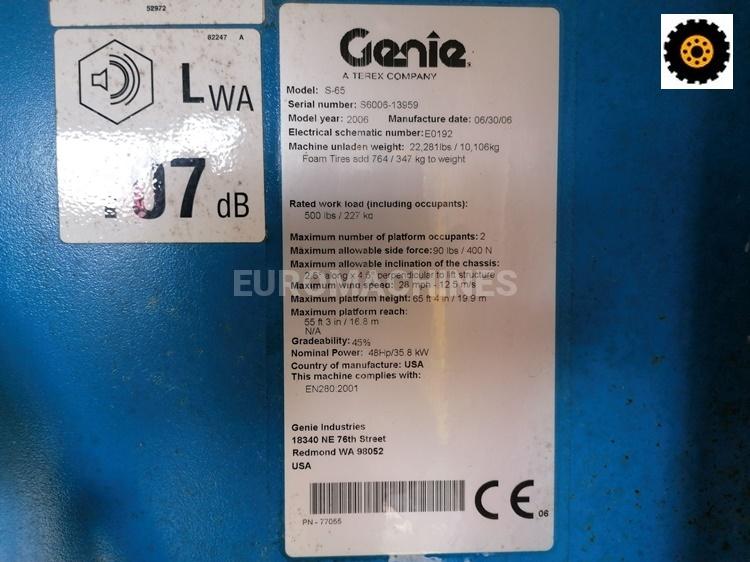 52972
82247 A
LWA
107 dB
Genie
A TEREX COMPANY
Model: S-65
Serial number: S6006-13959
Model year: 2006 Manufacture date: 06/30/06
Electrical schematic number: E0192
Machine unladen weight: 22,281lbs / 10,106kg
Foam Tires add 764 / 347 kg to weight
Rated work load (including occupants):
500 lbs / 227 kg
Maximum number of platform occupants: 2
Maximum allowable side force: 90 lbs / 400 N
Maximum allowable inclination of the chassis:
2.5° along x 4.5° perpendicular to lift structure
EUROMACHINES
Maximum wind speed: 28 mph - 12.5 m/s
Maximum platform height: 65 ft 4 in / 19.9 m
Maximum platform reach:
55 ft 3 in / 16.8 m
N/A
Gradeability: 45%
Nominal Power: 48Hp/35.8 kW
Country of manufacture: USA
This machine complies with:
EN280:2001
Genie Industries
18340 NE 76th Street
Redmond WA 98052
USA
PN - 77055
CE
06